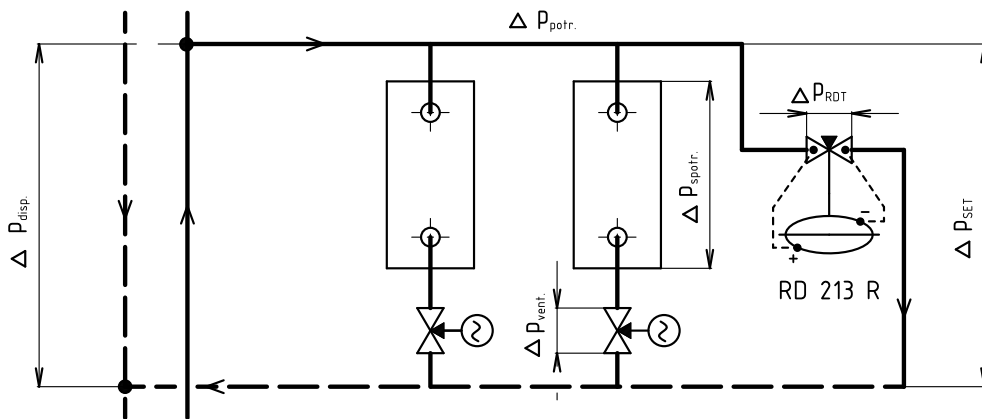 Δ Ppotr.
Δ Pdisp.
Δ PRDT
Δ Pspotr.
Δ PSET
Δ Pvent.
−
+
RD 213 R